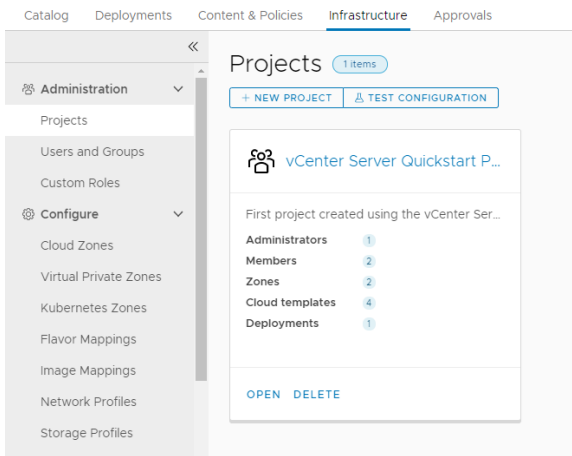 Catalog Deployments Content & Policies Infrastructure Approvals
Administration
Projects
Users and Groups
Custom Roles
Configure
Cloud Zones
Virtual Private Zones
Kubernetes Zones
Flavor Mappings
Image Mappings
Network Profiles
Storage Profiles
Projects 1 items
+ NEW PROJECT TEST CONFIGURATION
vCenter Server Quickstart P...
First project created using the vCenter Ser...
Administrators 1
Members 2
Zones 2
Cloud templates 4
Deployments 1
OPEN DELETE